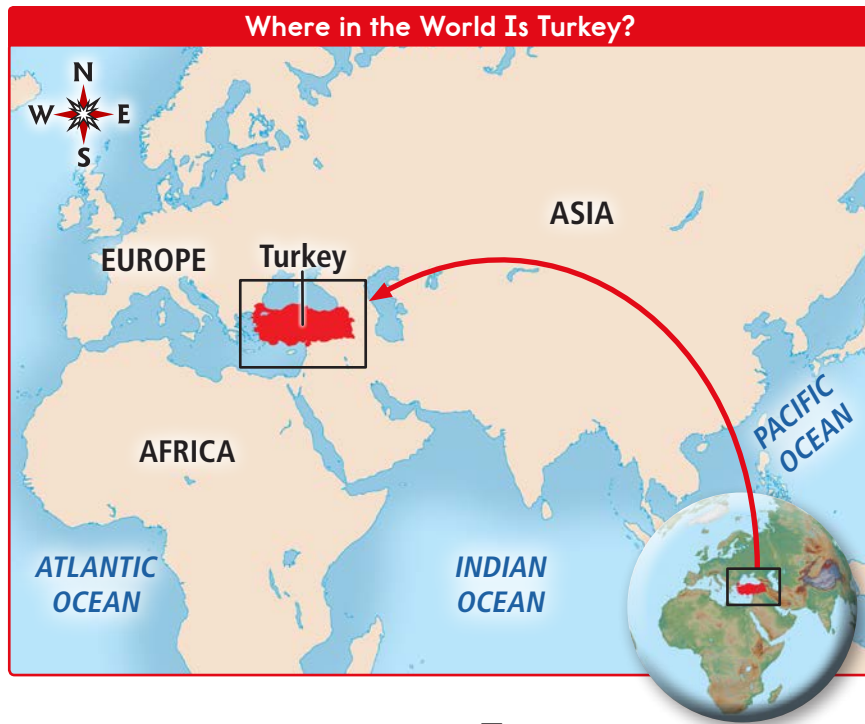 Where in the World Is Turkey?
N
W E
S
ASIA
EUROPE
Turkey
AFRICA
PACIFIC
OCEAN
ATLANTIC
OCEAN
INDIAN
OCEAN